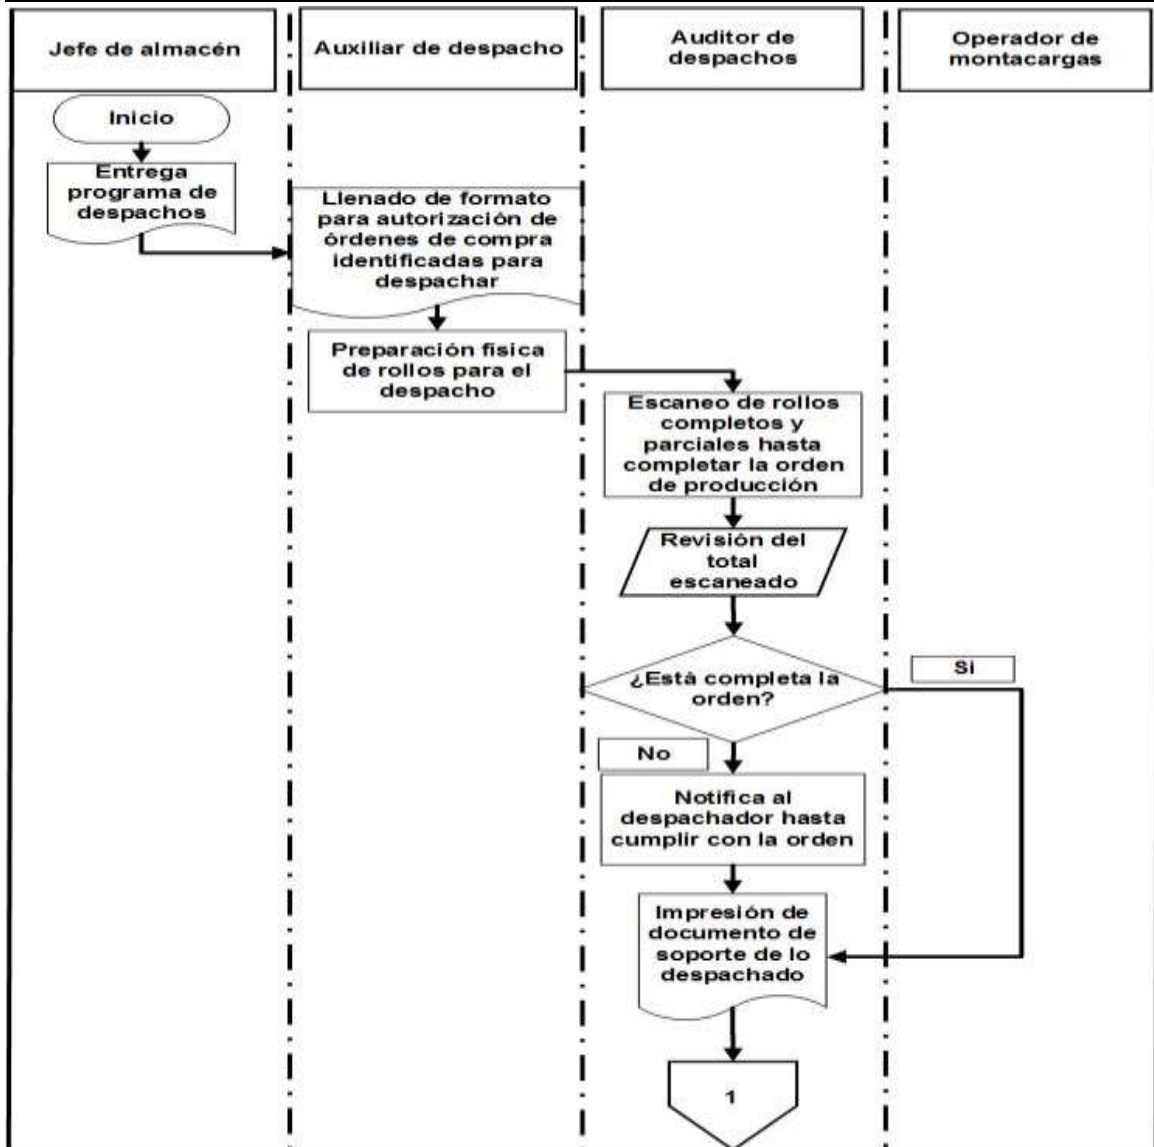 Jefe de almacén
Auxiliar de despacho
Auditor de
despachos
Operador de
montacargas
Inicio
Entrega
programa de
despachos
Llenado de formato
para autorización de
órdenes de compra
identificadas para
despachar
Preparación física
de rollos para el
despacho
Escaneo de rollos
completos y
parciales hasta
completar la orden
de producción
Revisión del
total
escaneado
¿Està completa la
orden?
Si
No
Notifica al
despachador hasta
cumplir con la orden
Impresión de
documento de
soporte de lo
despachado
1